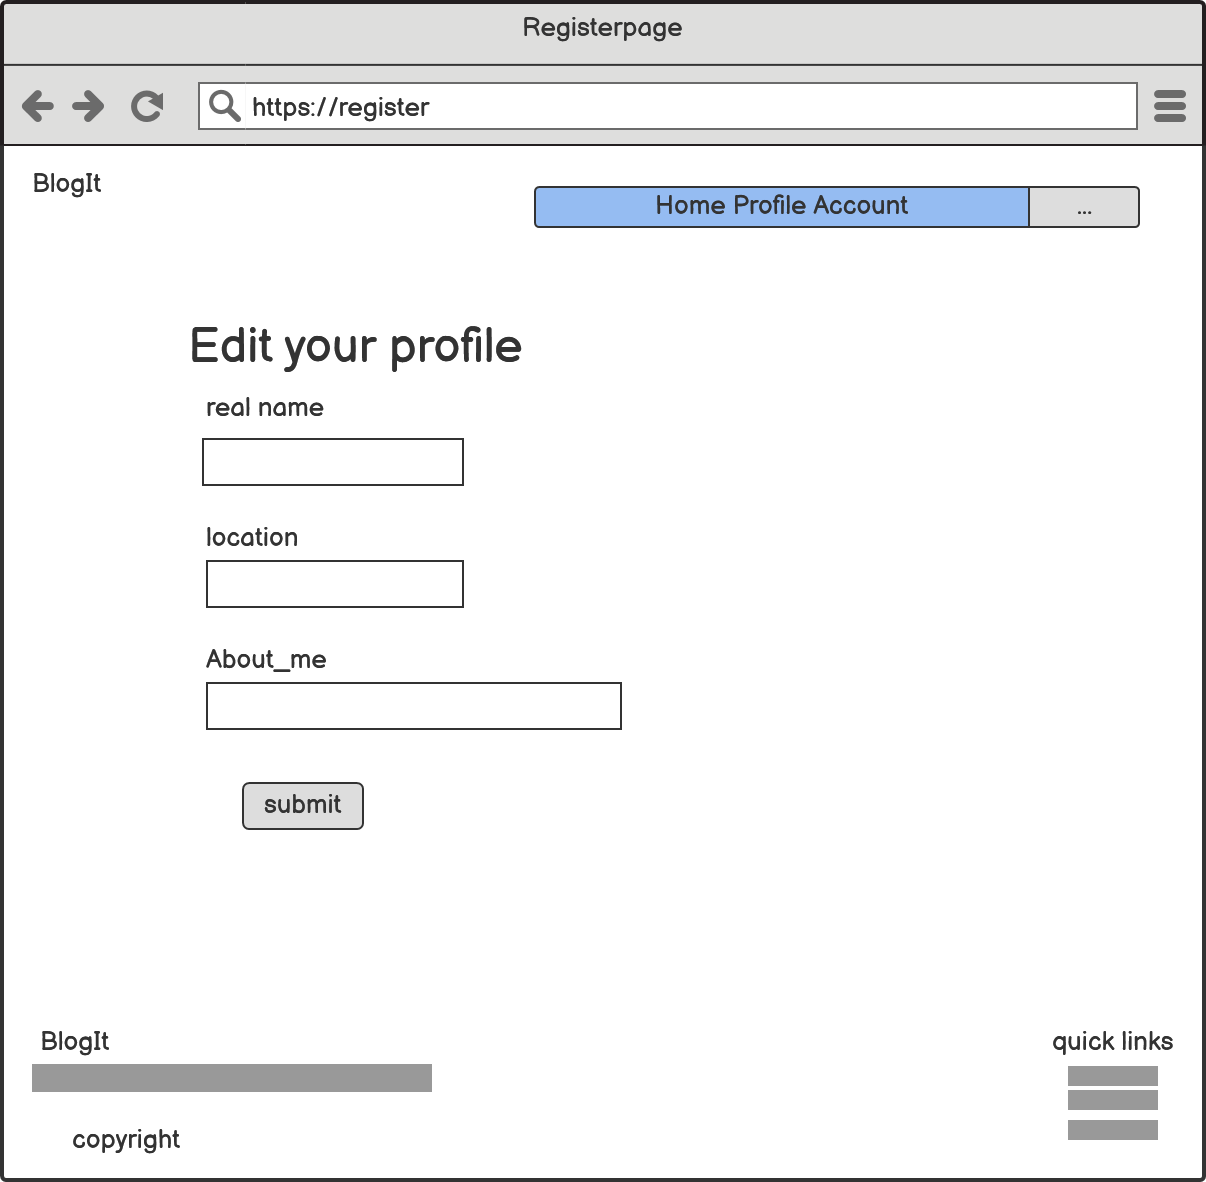 Registerpage
https://register
BlogIt
Home Profile Account
...
Edit your profile
real name
location
About_me
submit
BlogIt
quick links
copyright